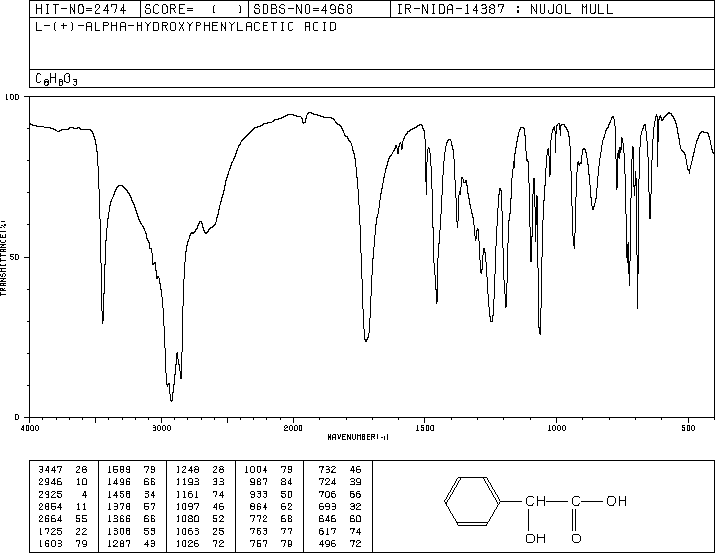 HIT-NO=2474 SCORE= ( ) SDBS-NO=4968 IR-NIDA-14387 : NUJOL MULL
L-(+)-ALPHA-HYDROXYPHENYLACETIC ACID
C8H8O3
100
50
0
TRANSMITTANCE(%)
4000 3000 2000 1500 1000 500
WAVENUMBER(-1)
3447 28 1589 79 1248 28 1004 79 732 46
2946 10 1496 66 1193 33 987 84 724 39
2925 4 1458 34 1161 74 933 50 706 66
2854 11 1378 57 1097 46 864 62 693 32
2664 55 1366 66 1080 52 772 68 646 60
1725 22 1308 53 1063 25 763 77 617 74
1603 79 1287 43 1026 72 757 79 496 72
CH C OH
OH O